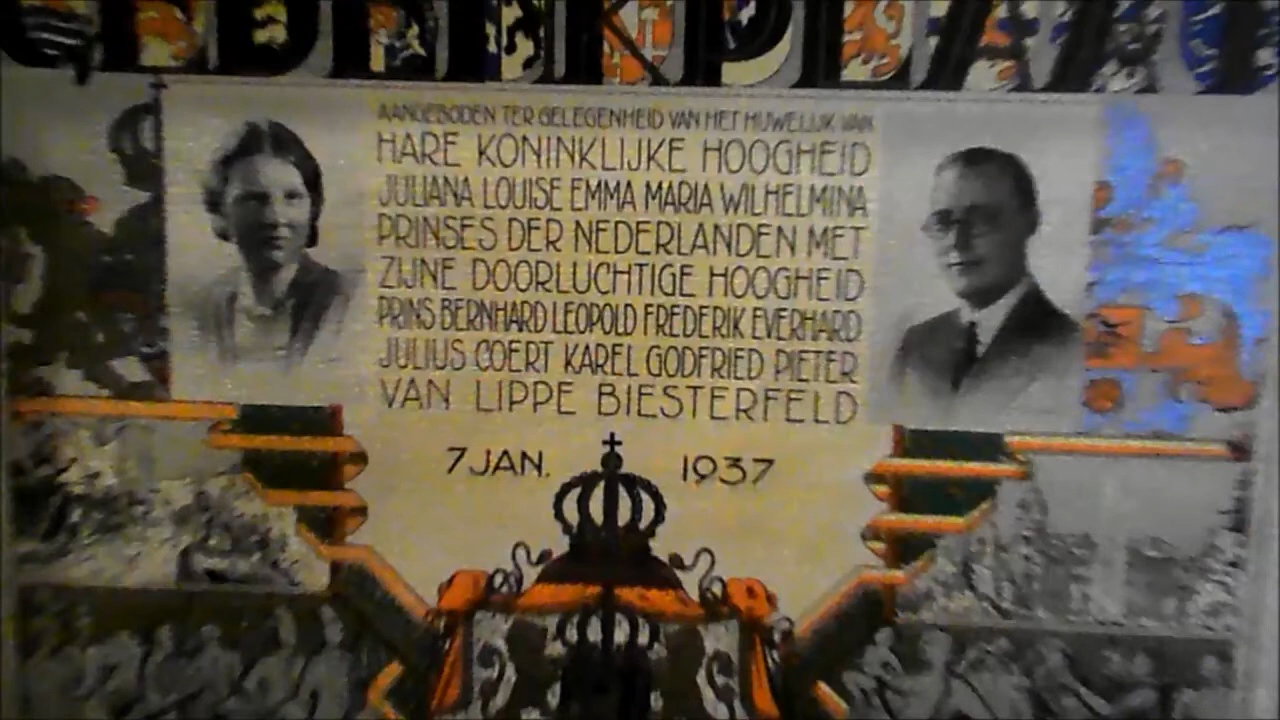 GEDENKPLAAT
AANGEBODEN TER GELEGENHEID VAN HET HUWELIJK VAN
HARE KONINKLIJKE HOOGHEID
JULIANA LOUISE EMMA MARIA WILHELMINA
PRINSES DER NEDERLANDEN MET
ZIJNE DOORLUCHTIGE HOOGHEID
PRINS BERNHARD LEOPOLD FREDERIK EVERHARD
JULIUS COERT KAREL GODFRIED PIETER
VAN LIPPE BIESTERFELD
7 JAN. 1937